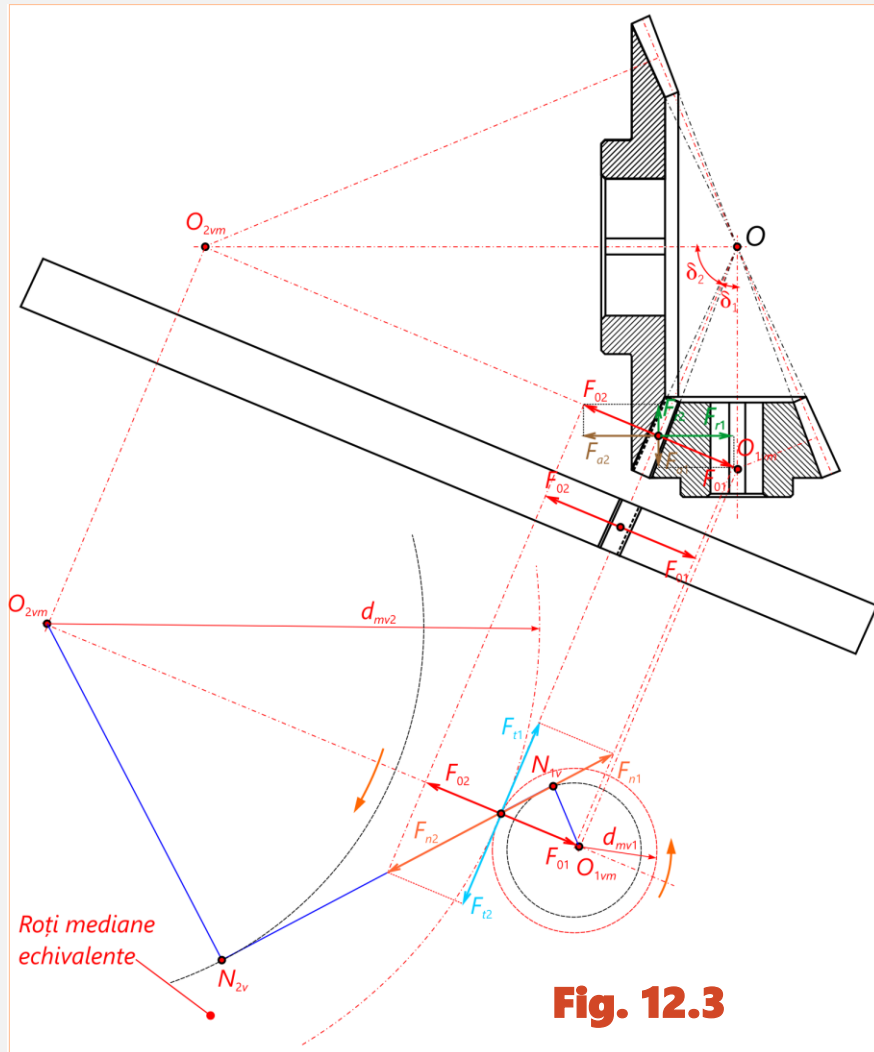 O2vm
O
δ2
δ1
F02
Fr1
Fa2
F01
F02
F01
O2vm
dmv2
Ft1
N1v
Fn1
F02
Fn2
F01
dmv1
O1vm
Ft2
Roți mediane
echivalente
N2v
Fig. 12.3